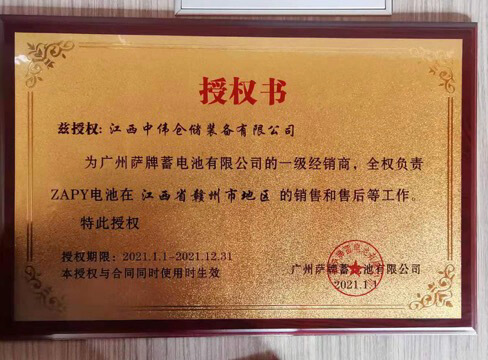 授权书
兹授权:江西中伟仓储装备有限公司
为广州萨牌蓄电池有限公司的一级经销商,全权负责
ZAPY电池在 江西省赣州市地区 的销售和售后等工作。
特此授权
授权期限:2021.1.1-2021.12.31
本授权与合同同时使用时生效
广州萨牌蓄电池有限公司
2021.1.1